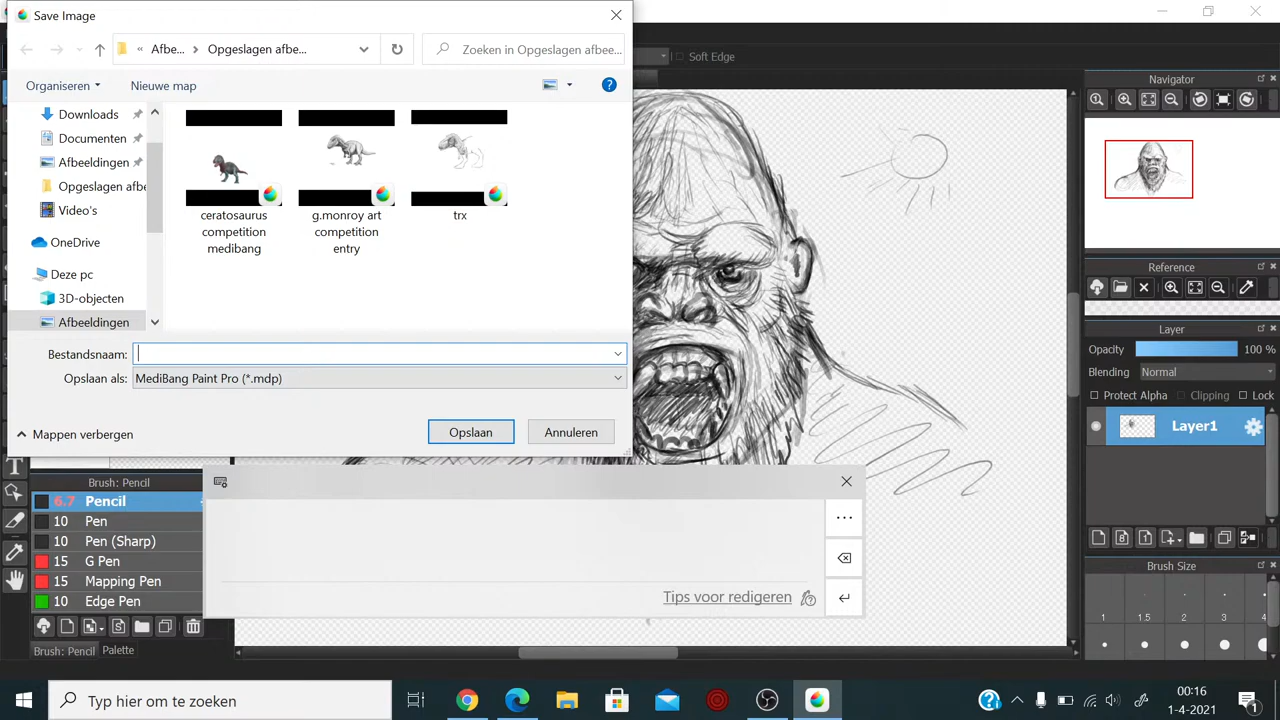 Save Image
« Afbe... > Opgeslagen afbe...
Zoeken in Opgeslagen afbee...
Organiseren
Nieuwe map
Downloads
Documenten
Afbeeldingen
Opgeslagen afbe
Video's
OneDrive
Deze pc
3D-objecten
Afbeeldingen
ceratosaurus
competition
medibang
g.monroy art
competition
entry
trx
Bestandsnaam:
Opslaan als: MediBang Paint Pro (*.mdp)
Mappen verbergen
Opslaan
Annuleren
Soft Edge
Navigator
Reference
Layer
Opacity 100 %
Blending Normal
Protect Alpha Clipping Lock
Layer1
Brush Size
1 1.5 2 3 4
Brush: Pencil
6.7 Pencil
10 Pen
10 Pen (Sharp)
15 G Pen
15 Mapping Pen
10 Edge Pen
Brush: Pencil Palette
Tips voor redigeren
Typ hier om te zoeken
00:16
1-4-2021
1